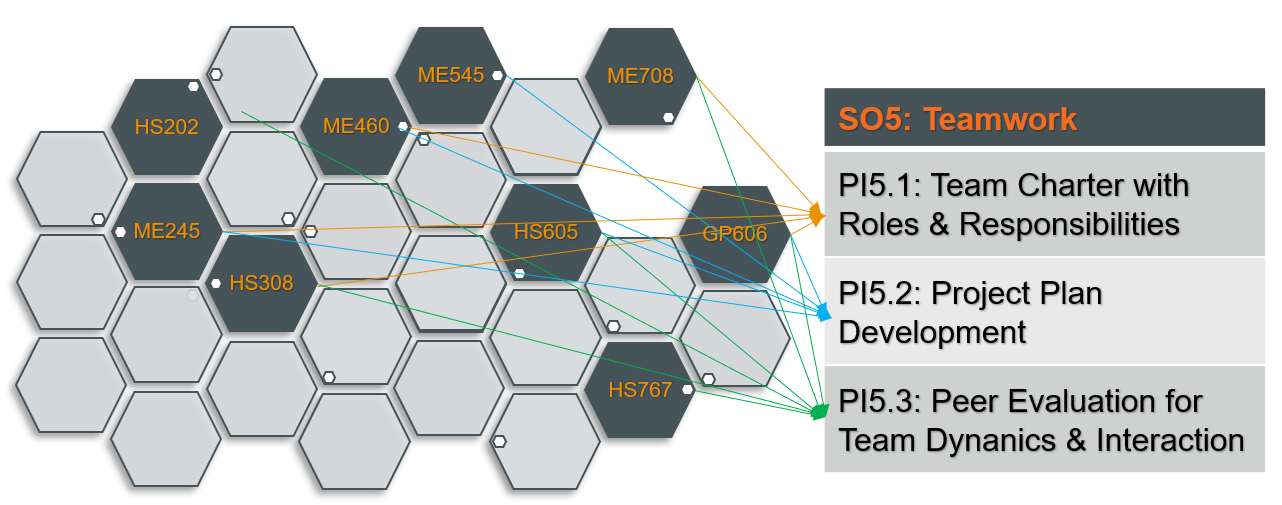 ME545
ME708
HS202
ME460
SO5: Teamwork
PI5.1: Team Charter with
Roles & Responsibilities
ME245
HS605
GP606
HS308
PI5.2: Project Plan
Development
HS767
PI5.3: Peer Evaluation for
Team Dynanics & Interaction